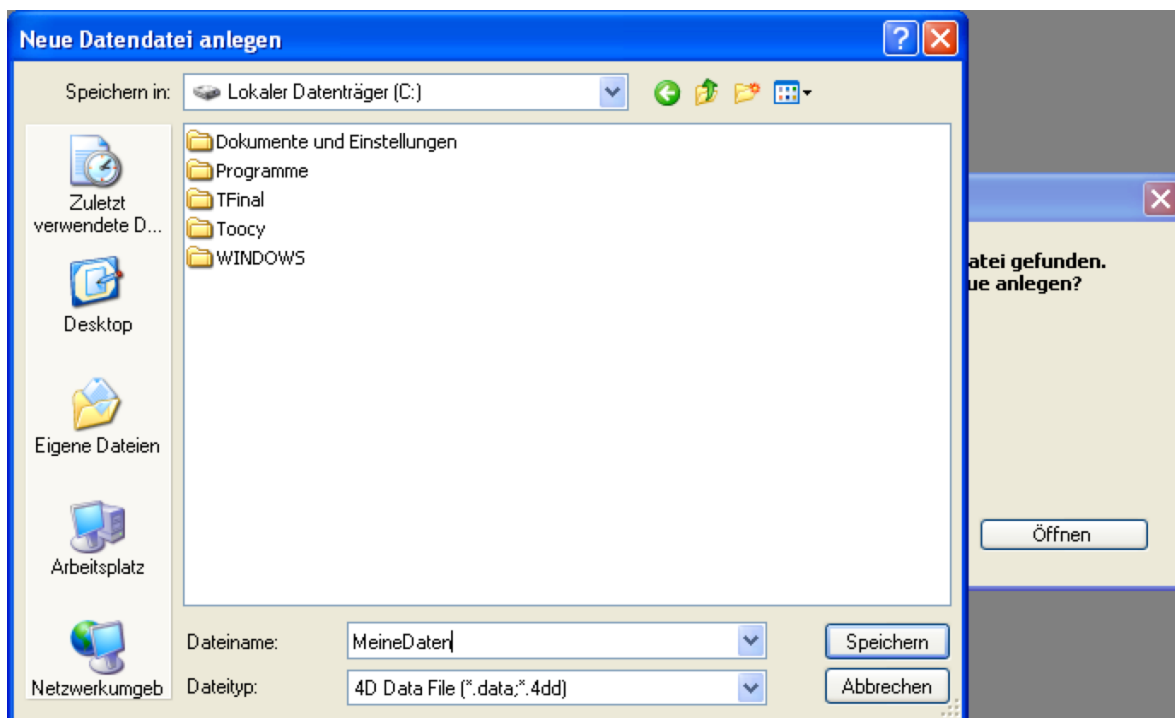 Neue Datendatei anlegen
Speichern in:
Lokaler Datenträger (C:)
Zuletzt
verwendete D...
Desktop
Eigene Dateien
Arbeitsplatz
Netzwerkumgeb
Dokumente und Einstellungen
Programme
TFinal
Toocy
WINDOWS
Dateiname:
MeineDaten
Speichern
Dateityp:
4D Data File (*.data;*.4dd)
Abbrechen
atei gefunden.
ue anlegen?
Öffnen